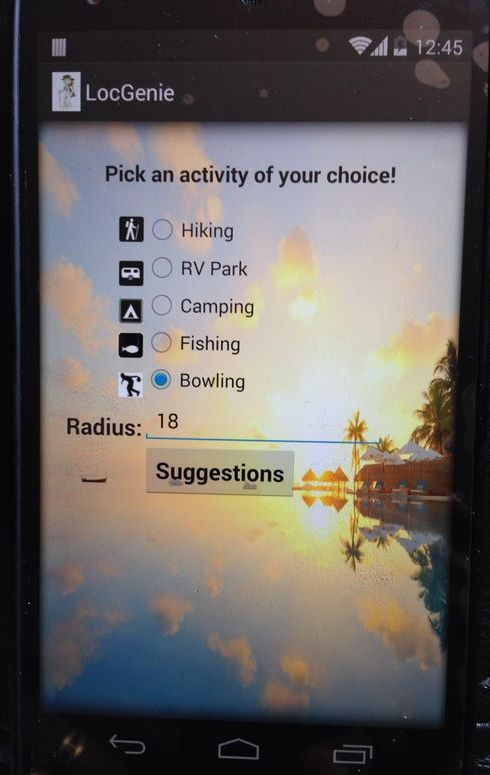 12:45
LocGenie
Pick an activity of your choice!
Hiking
RV Park
Camping
Fishing
Bowling
Radius: 18
Suggestions